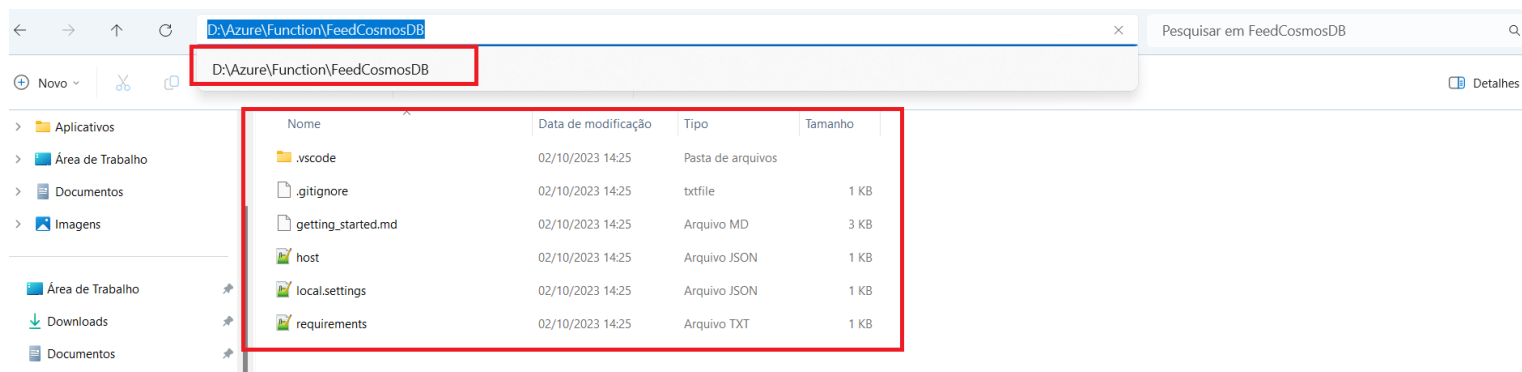 D:\Azure\Function\FeedCosmosDB
Pesquisar em FeedCosmosDB
D:\Azure\Function\FeedCosmosDB
Novo
Detalhes
Aplicativos
Área de Trabalho
Documentos
Imagens
Área de Trabalho
Downloads
Documentos
Nome Data de modificação Tipo Tamanho
.vscode 02/10/2023 14:25 Pasta de arquivos
.gitignore 02/10/2023 14:25 txtfile 1 KB
getting_started.md 02/10/2023 14:25 Arquivo MD 3 KB
host 02/10/2023 14:25 Arquivo JSON 1 KB
local.settings 02/10/2023 14:25 Arquivo JSON 1 KB
requirements 02/10/2023 14:25 Arquivo TXT 1 KB